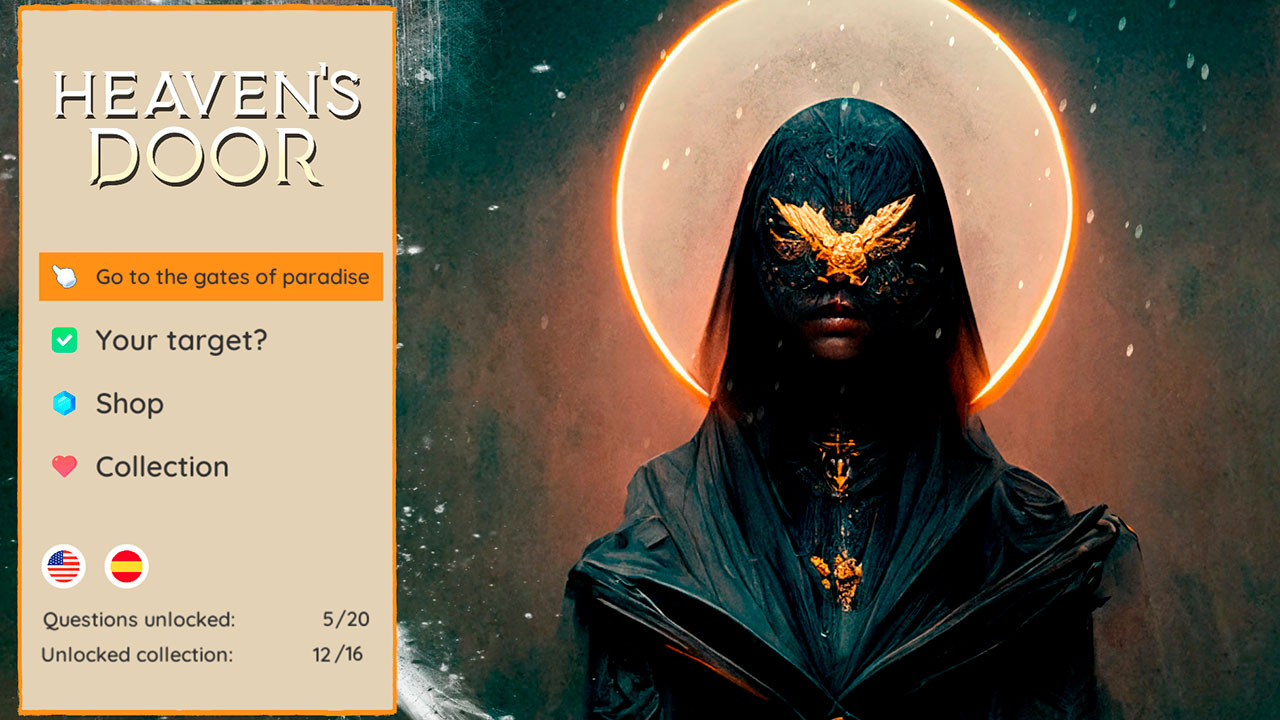 HEAVEN'S
DOOR
Go to the gates of paradise
Your target?
Shop
Collection
Questions unlocked: 5/20
Unlocked collection: 12/16